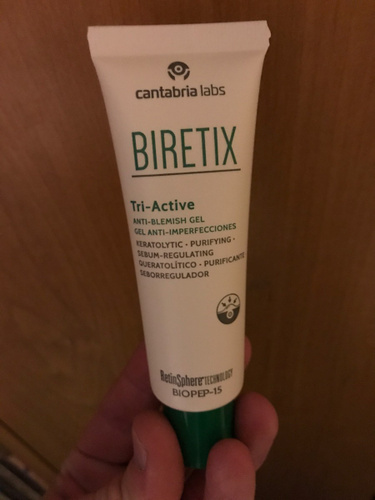 cantabria labs
BIRETIX
Tri-Active
ANTI-BLEMISH GEL
GEL ANTI-IMPERFECCIONES
KERATOLYTIC · PURIFYING ·
SEBUM-REGULATING
QUERATOLÍTICO · PURIFICANTE
SEBORREGULADOR
RetinSphere TECHNOLOGY
BIOPEP-15